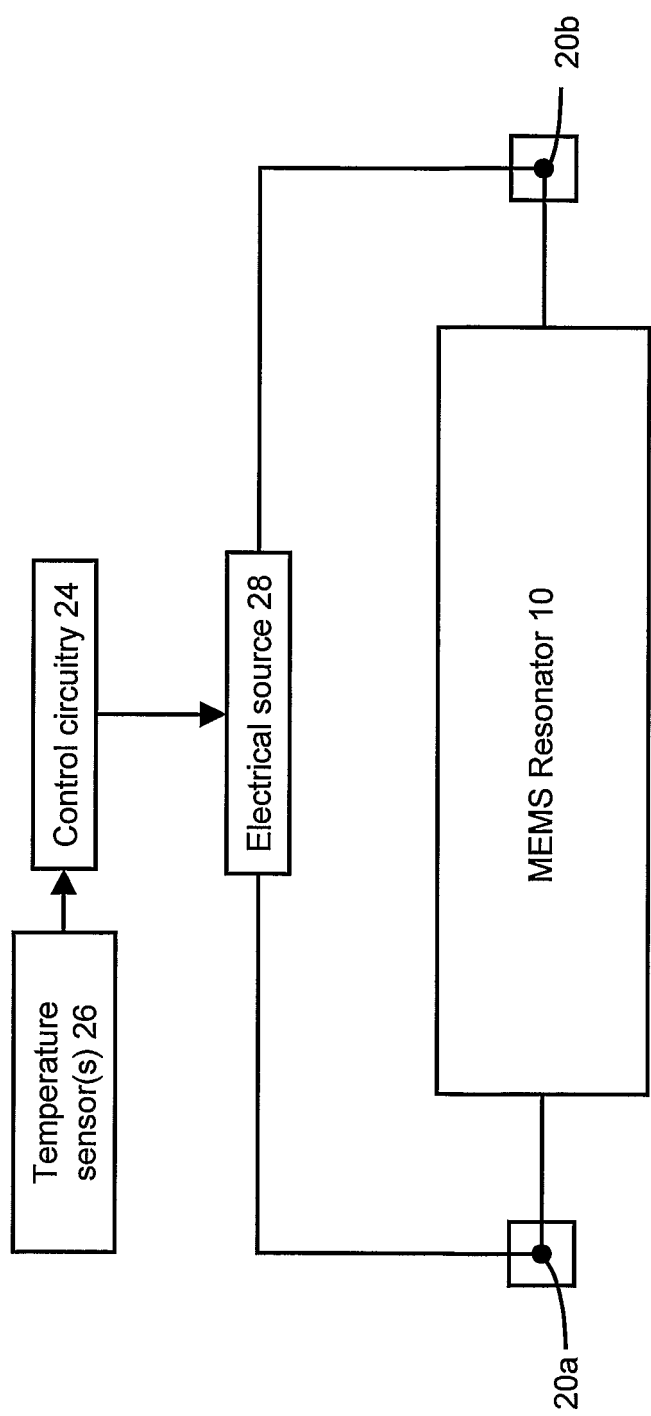 Temperature
sensor(s) 26
Control circuitry 24
Electrical source 28
MEMS Resonator 10
20a
20b